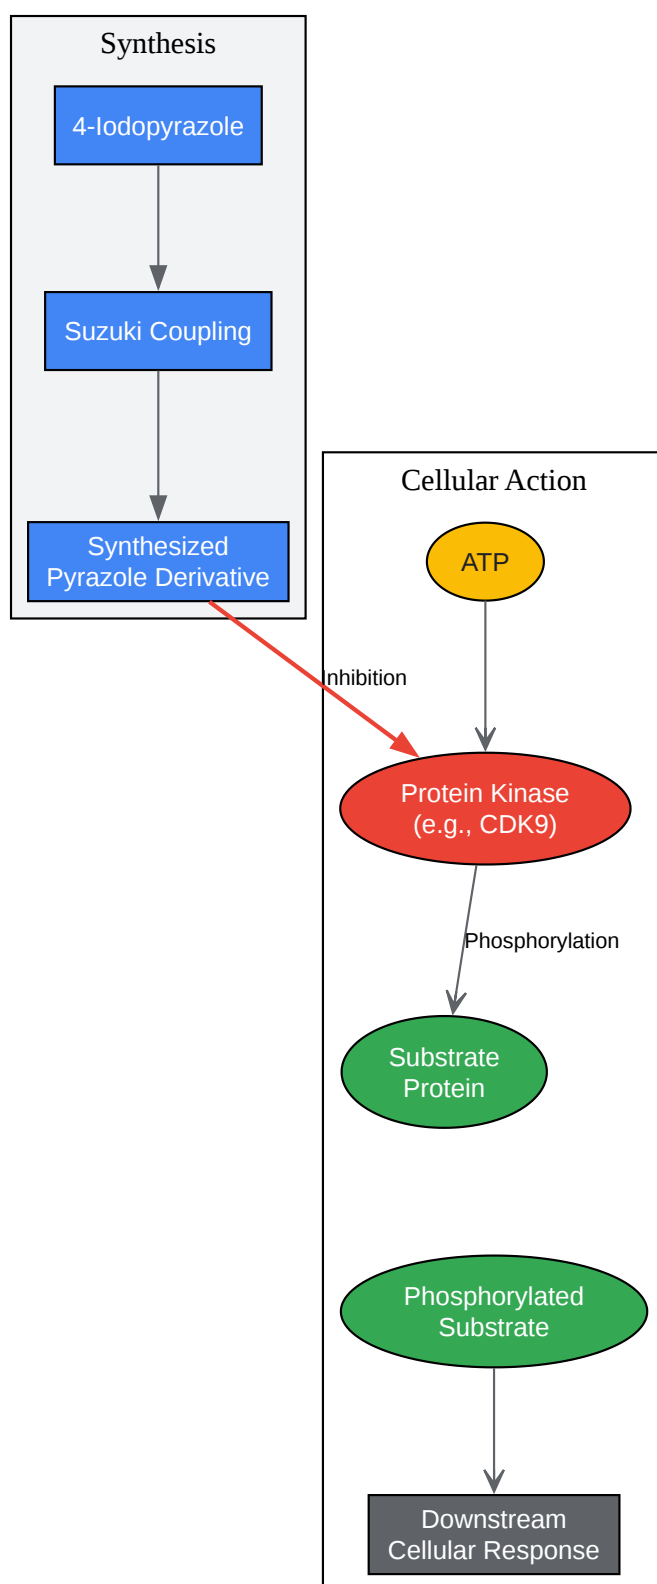 Synthesis
4-Iodopyrazole
Suzuki Coupling
Synthesized
Pyrazole Derivative
Cellular Action
ATP
Inhibition
Protein Kinase
(e.g., CDK9)
Phosphorylation
Substrate
Protein
Phosphorylated
Substrate
Downstream
Cellular Response